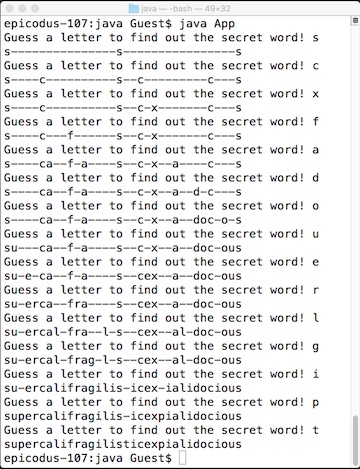 java — -bash — 49×32
epicodus-107:java Guest$ java App
Guess a letter to find out the secret word! s
s---------------s----------------s
Guess a letter to find out the secret word! c
s----c----------s--c---------c---s
Guess a letter to find out the secret word! x
s----c----------s--c-x-------c---s
Guess a letter to find out the secret word! f
s----c---f------s--c-x-------c---s
Guess a letter to find out the secret word! a
s----ca--f-a----s--c-x--a----c---s
Guess a letter to find out the secret word! d
s----ca--f-a----s--c-x--a--d-c---s
Guess a letter to find out the secret word! o
s----ca--f-a----s--c-x--a--doc-o-s
Guess a letter to find out the secret word! u
su---ca--f-a----s--c-x--a--doc-ous
Guess a letter to find out the secret word! e
su-e-ca--f-a----s--cex--a--doc-ous
Guess a letter to find out the secret word! r
su-erca--fra----s--cex--a--doc-ous
Guess a letter to find out the secret word! l
su-ercal-fra--l-s--cex--al-doc-ous
Guess a letter to find out the secret word! g
su-ercal-frag-l-s--cex--al-doc-ous
Guess a letter to find out the secret word! i
su-ercalifragilis-icex-ialidocious
Guess a letter to find out the secret word! p
supercalifragilis-icexpialidocious
Guess a letter to find out the secret word! t
supercalifragilisticexpialidocious
epicodus-107:java Guest$